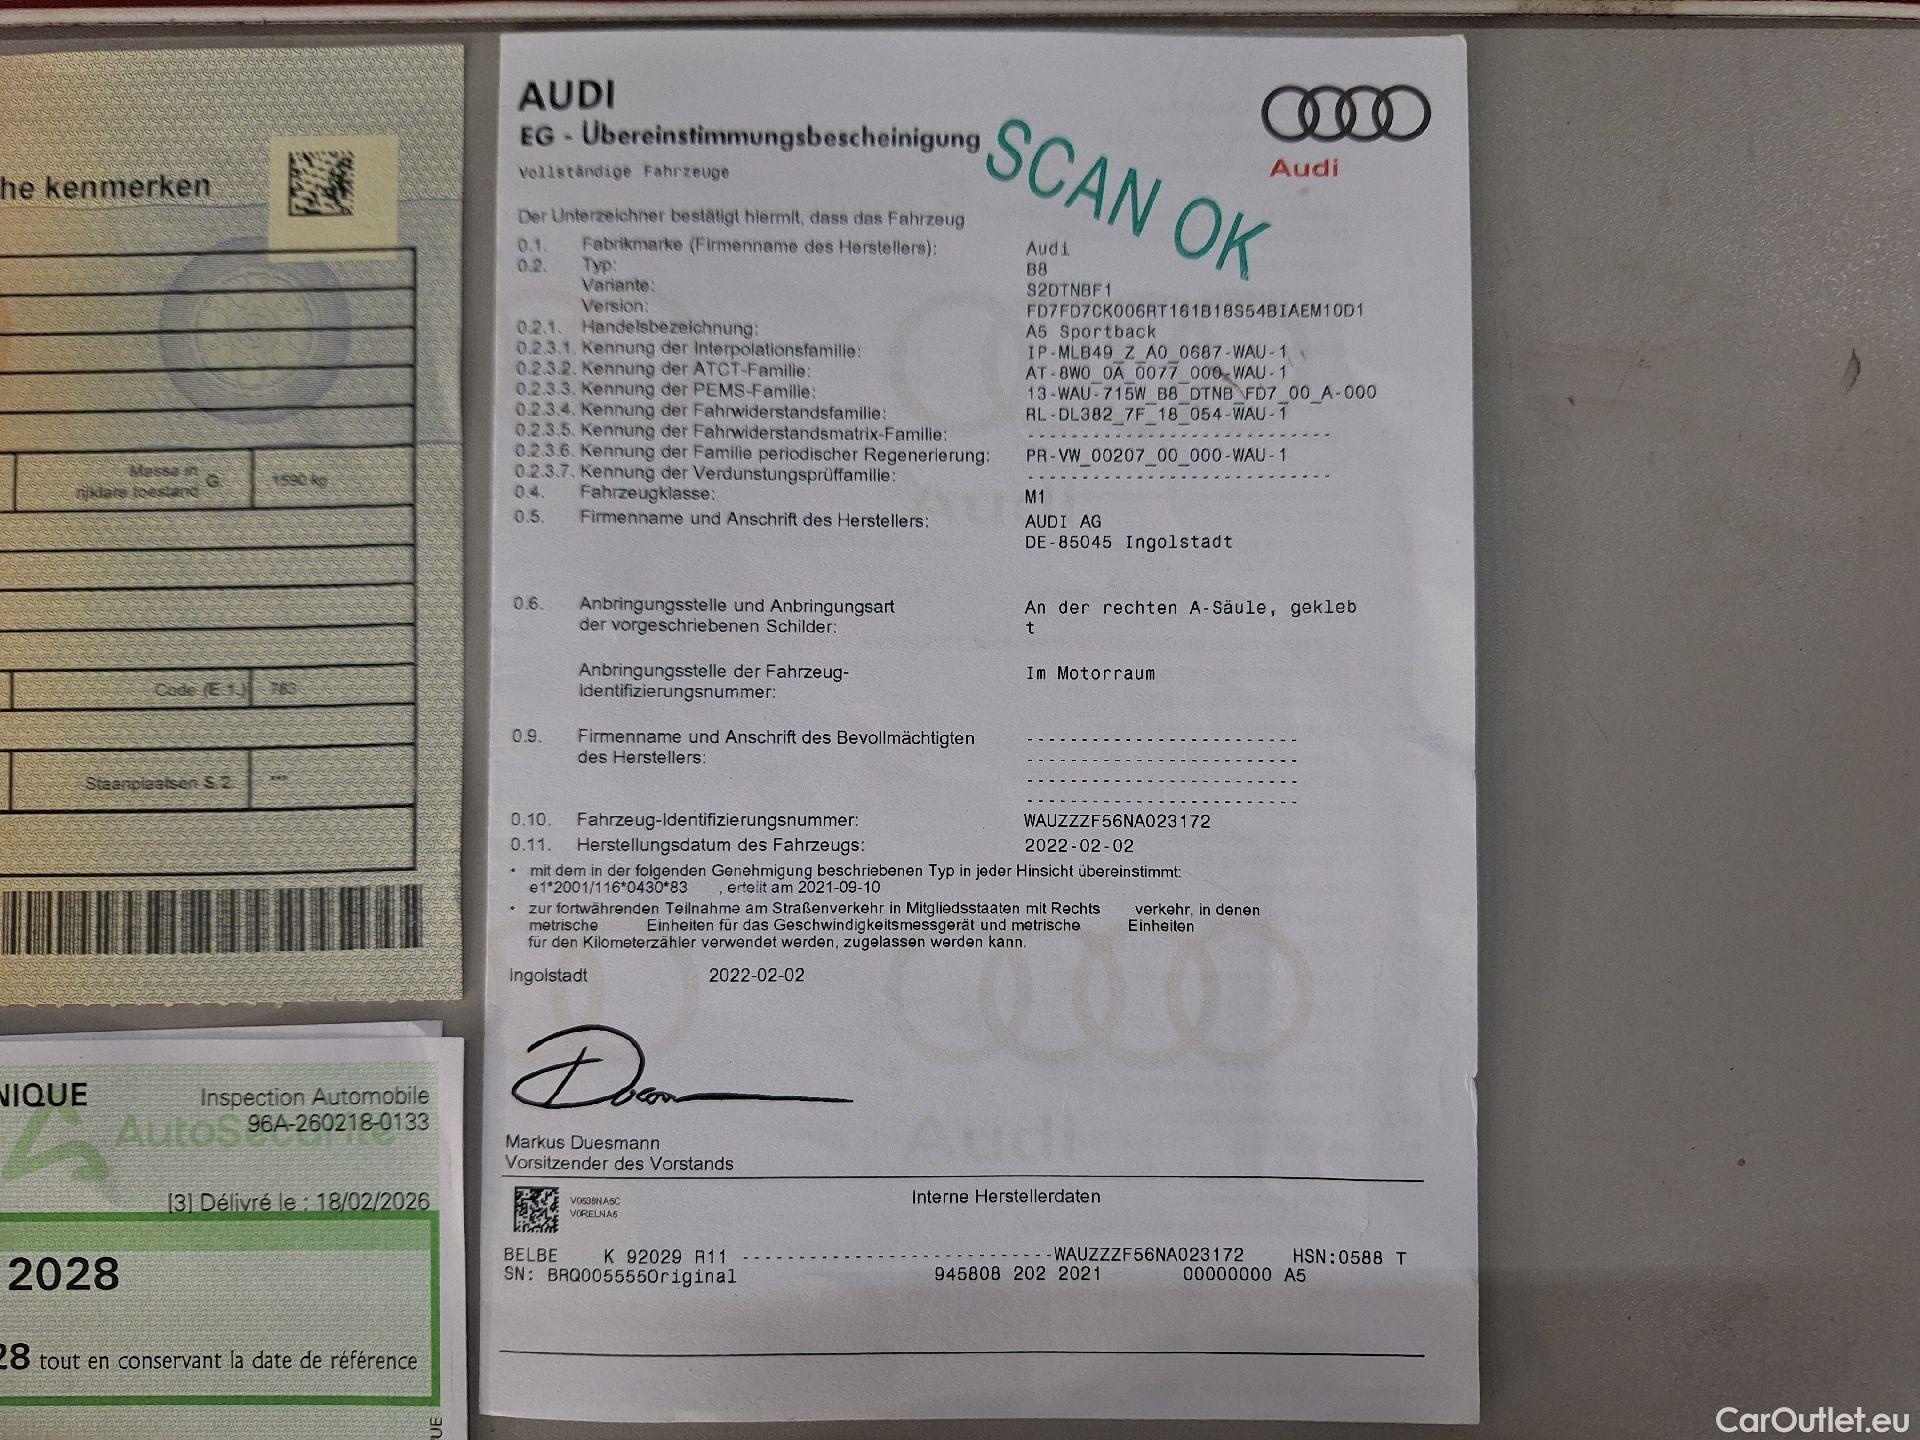 he kenmerken
Massa in
rijklare toestand G.
1590 kg
Code (E.1.)
783
Staanplaatsen S.2.
***
NIQUE
Inspection Automobile
96A-260218-0133
AutoSécurité
[3] Délivré le : 18/02/2026
2028
28 tout en conservant la date de référence
UE
AUDI
EG - Übereinstimmungsbescheinigung
Vollständige Fahrzeuge
SCAN OK
Audi
Der Unterzeichner bestätigt hiermit, dass das Fahrzeug
0.1. Fabrikmarke (Firmenname des Herstellers): Audi
0.2. Typ: B8
Variante: S2DTNBF1
Version: FD7FD7CK006RT161B18S54BIAEM10D1
0.2.1. Handelsbezeichnung: A5 Sportback
0.2.3.1. Kennung der Interpolationsfamilie: IP-MLB49_Z_A0_0687-WAU-1
0.2.3.2. Kennung der ATCT-Familie: AT-8W0_0A_0077_000-WAU-1
0.2.3.3. Kennung der PEMS-Familie: 13-WAU-715W_B8_DTNB_FD7_00_A-000
0.2.3.4. Kennung der Fahrwiderstandsfamilie: RL-DL382_7F_18_054-WAU-1
0.2.3.5. Kennung der Fahrwiderstandsmatrix-Familie: ----------------------------
0.2.3.6. Kennung der Familie periodischer Regenerierung: PR-VW_00207_00_000-WAU-1
0.2.3.7. Kennung der Verdunstungsprüffamilie: ----------------------------
0.4. Fahrzeugklasse: M1
0.5. Firmenname und Anschrift des Herstellers: AUDI AG
DE-85045 Ingolstadt
0.6. Anbringungsstelle und Anbringungsart An der rechten A-Säule, gekleb
der vorgeschriebenen Schilder: t
Anbringungsstelle der Fahrzeug- Im Motorraum
Identifizierungsnummer:
0.9. Firmenname und Anschrift des Bevollmächtigten -------------------------
des Herstellers: -------------------------
-------------------------
-------------------------
0.10. Fahrzeug-Identifizierungsnummer: WAUZZZF56NA023172
0.11. Herstellungsdatum des Fahrzeugs: 2022-02-02
• mit dem in der folgenden Genehmigung beschriebenen Typ in jeder Hinsicht übereinstimmt:
e1*2001/116*0430*83 , erteilt am 2021-09-10
• zur fortwährenden Teilnahme am Straßenverkehr in Mitgliedsstaaten mit Rechts verkehr, in denen
metrische Einheiten für das Geschwindigkeitsmessgerät und metrische Einheiten
für den Kilometerzähler verwendet werden, zugelassen werden kann.
Ingolstadt 2022-02-02
Markus Duesmann
Vorsitzender des Vorstands
V0638NA6C
V0RELNA6
Interne Herstellerdaten
BELBE K 92029 R11 ----------------------------WAUZZZF56NA023172 HSN:0588 T
SN: BRQ005555Original 945808 202 2021 00000000 A5
CarOutlet.eu